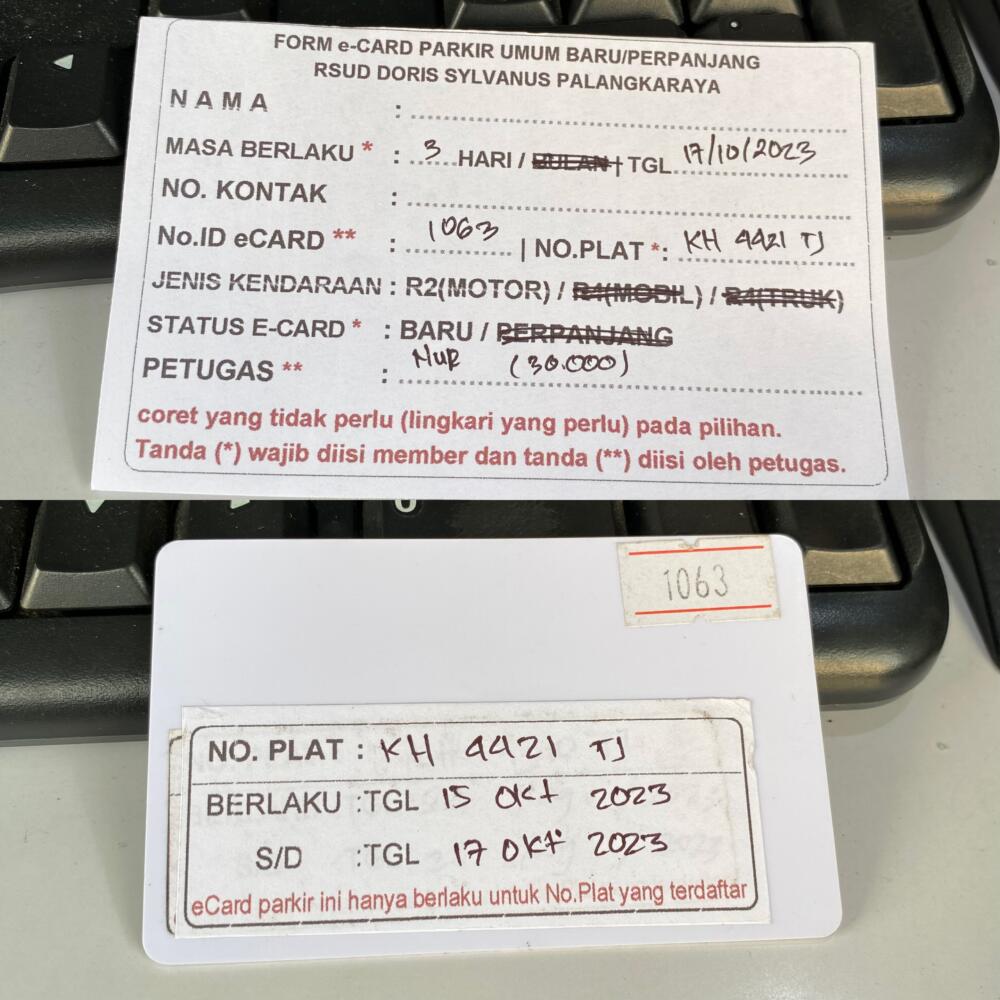 FORM e-CARD PARKIR UMUM BARU/PERPANJANG
RSUD DORIS SYLVANUS PALANGKARAYA
N A M A :
MASA BERLAKU * : 3 HARI / BULAN | TGL 17/10/2023
NO. KONTAK :
No.ID eCARD ** : 1063 | NO.PLAT *: KH 4421 TJ
JENIS KENDARAAN : R2(MOTOR) / R4(MOBIL) / R4(TRUK)
STATUS E-CARD * : BARU / PERPANJANG
PETUGAS ** : NUR (30.000)
coret yang tidak perlu (lingkari yang perlu) pada pilihan.
Tanda (*) wajib diisi member dan tanda (**) diisi oleh petugas.
1063
NO. PLAT : KH 4421 TJ
BERLAKU :TGL 15 OKT 2023
S/D :TGL 17 OKT 2023
eCard parkir ini hanya berlaku untuk No.Plat yang terdaftar